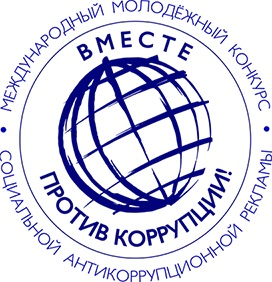 МЕЖДУНАРОДНЫЙ МОЛОДЁЖНЫЙ КОНКУРС
СОЦИАЛЬНОЙ АНТИКОРРУПЦИОННОЙ РЕКЛАМЫ
ВМЕСТЕ
ПРОТИВ КОРРУПЦИИ!